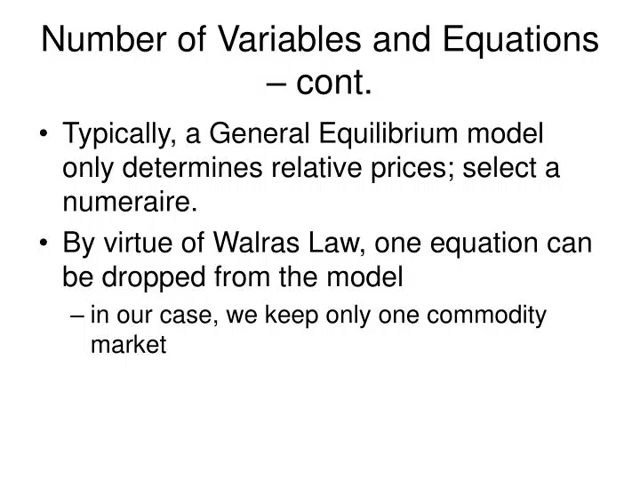 Number of Variables and Equations
– cont.
• Typically, a General Equilibrium model
only determines relative prices; select a
numeraire.
• By virtue of Walras Law, one equation can
be dropped from the model
– in our case, we keep only one commodity
market